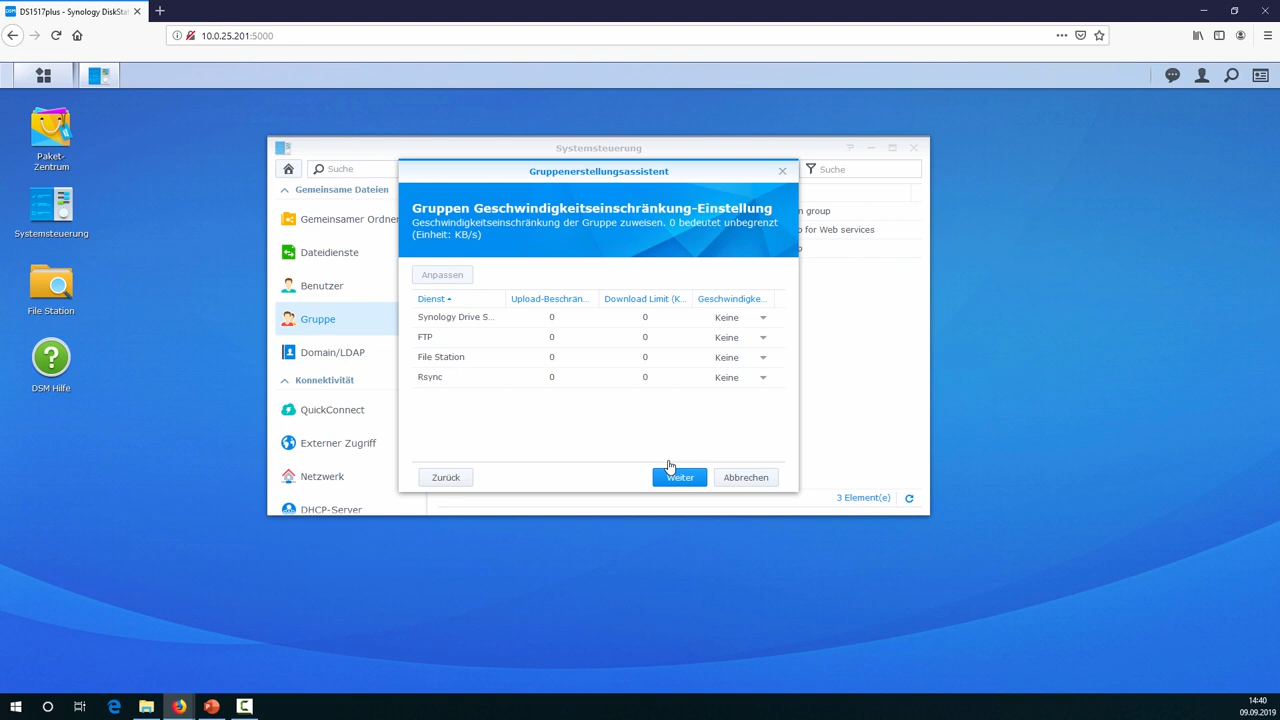 DS1517plus - Synology DiskSta
10.0.25.201:5000
Paket-
Zentrum
Systemsteuerung
File Station
DSM Hilfe
Systemsteuerung
Suche
Suche
Gemeinsame Dateien
Gemeinsamer Ordner
Dateidienste
Benutzer
Gruppe
Domain/LDAP
Konnektivität
QuickConnect
Externer Zugriff
Netzwerk
DHCP-Server
n group
p for Web services
3 Element(e)
Gruppenerstellungsassistent
Gruppen Geschwindigkeitseinschränkung-Einstellung
Geschwindigkeitseinschränkung der Gruppe zuweisen. 0 bedeutet unbegrenzt
(Einheit: KB/s)
Anpassen
Dienst Upload-Beschrän... Download Limit (K... Geschwindigke...
Synology Drive S... 0 0 Keine
FTP 0 0 Keine
File Station 0 0 Keine
Rsync 0 0 Keine
Zurück Weiter Abbrechen
14:40
09.09.2019